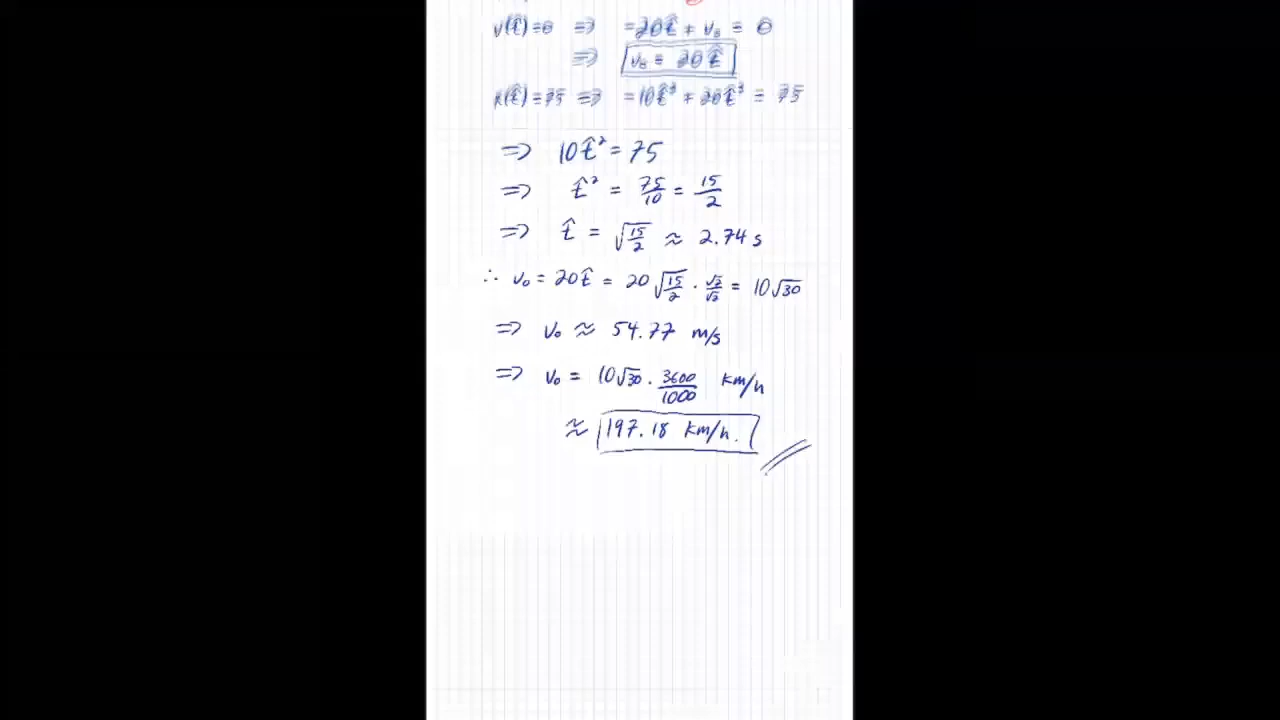 v(t̂)=0 ⇒ -20t̂ + v₀ = 0
⇒ v₀ = 20t̂
x(t̂)=75 ⇒ -10t̂² + 20t̂² = 75
⇒ 10t̂² = 75
⇒ t̂² = 75/10 = 15/2
⇒ t̂ = √(15/2) ≈ 2.74 s
∴ v₀ = 20t̂ = 20√(15/2) · √2/√2 = 10√30
⇒ v₀ ≈ 54.77 m/s
⇒ v₀ = 10√30 · 3600/1000 km/h
≈ 197.18 km/h.